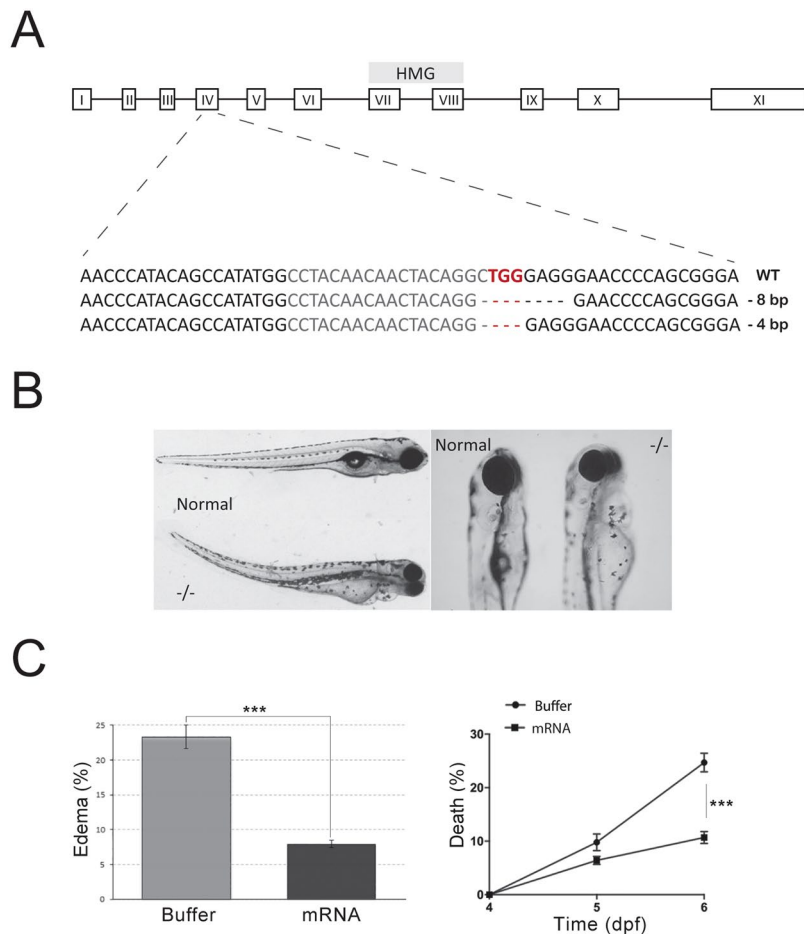 A
HMG
I II III IV V VI VII VIII IX X XI
AACCCATACAGCCATATGGCCTACAACAACTACAGGCTGGGAGGGAACCCCAGCGGGA WT
AACCCATACAGCCATATGGCCTACAACAACTACAGG - - - - - - - - GAACCCCAGCGGGA - 8 bp
AACCCATACAGCCATATGGCCTACAACAACTACAGG - - - - GAGGGAACCCCAGCGGGA - 4 bp
B
Normal
-/-
Normal -/-
C
***
25
20
15
10
5
0
Edema (%)
Buffer mRNA
Buffer
mRNA
30
20
10
0
Death (%)
***
4 5 6
Time (dpf)